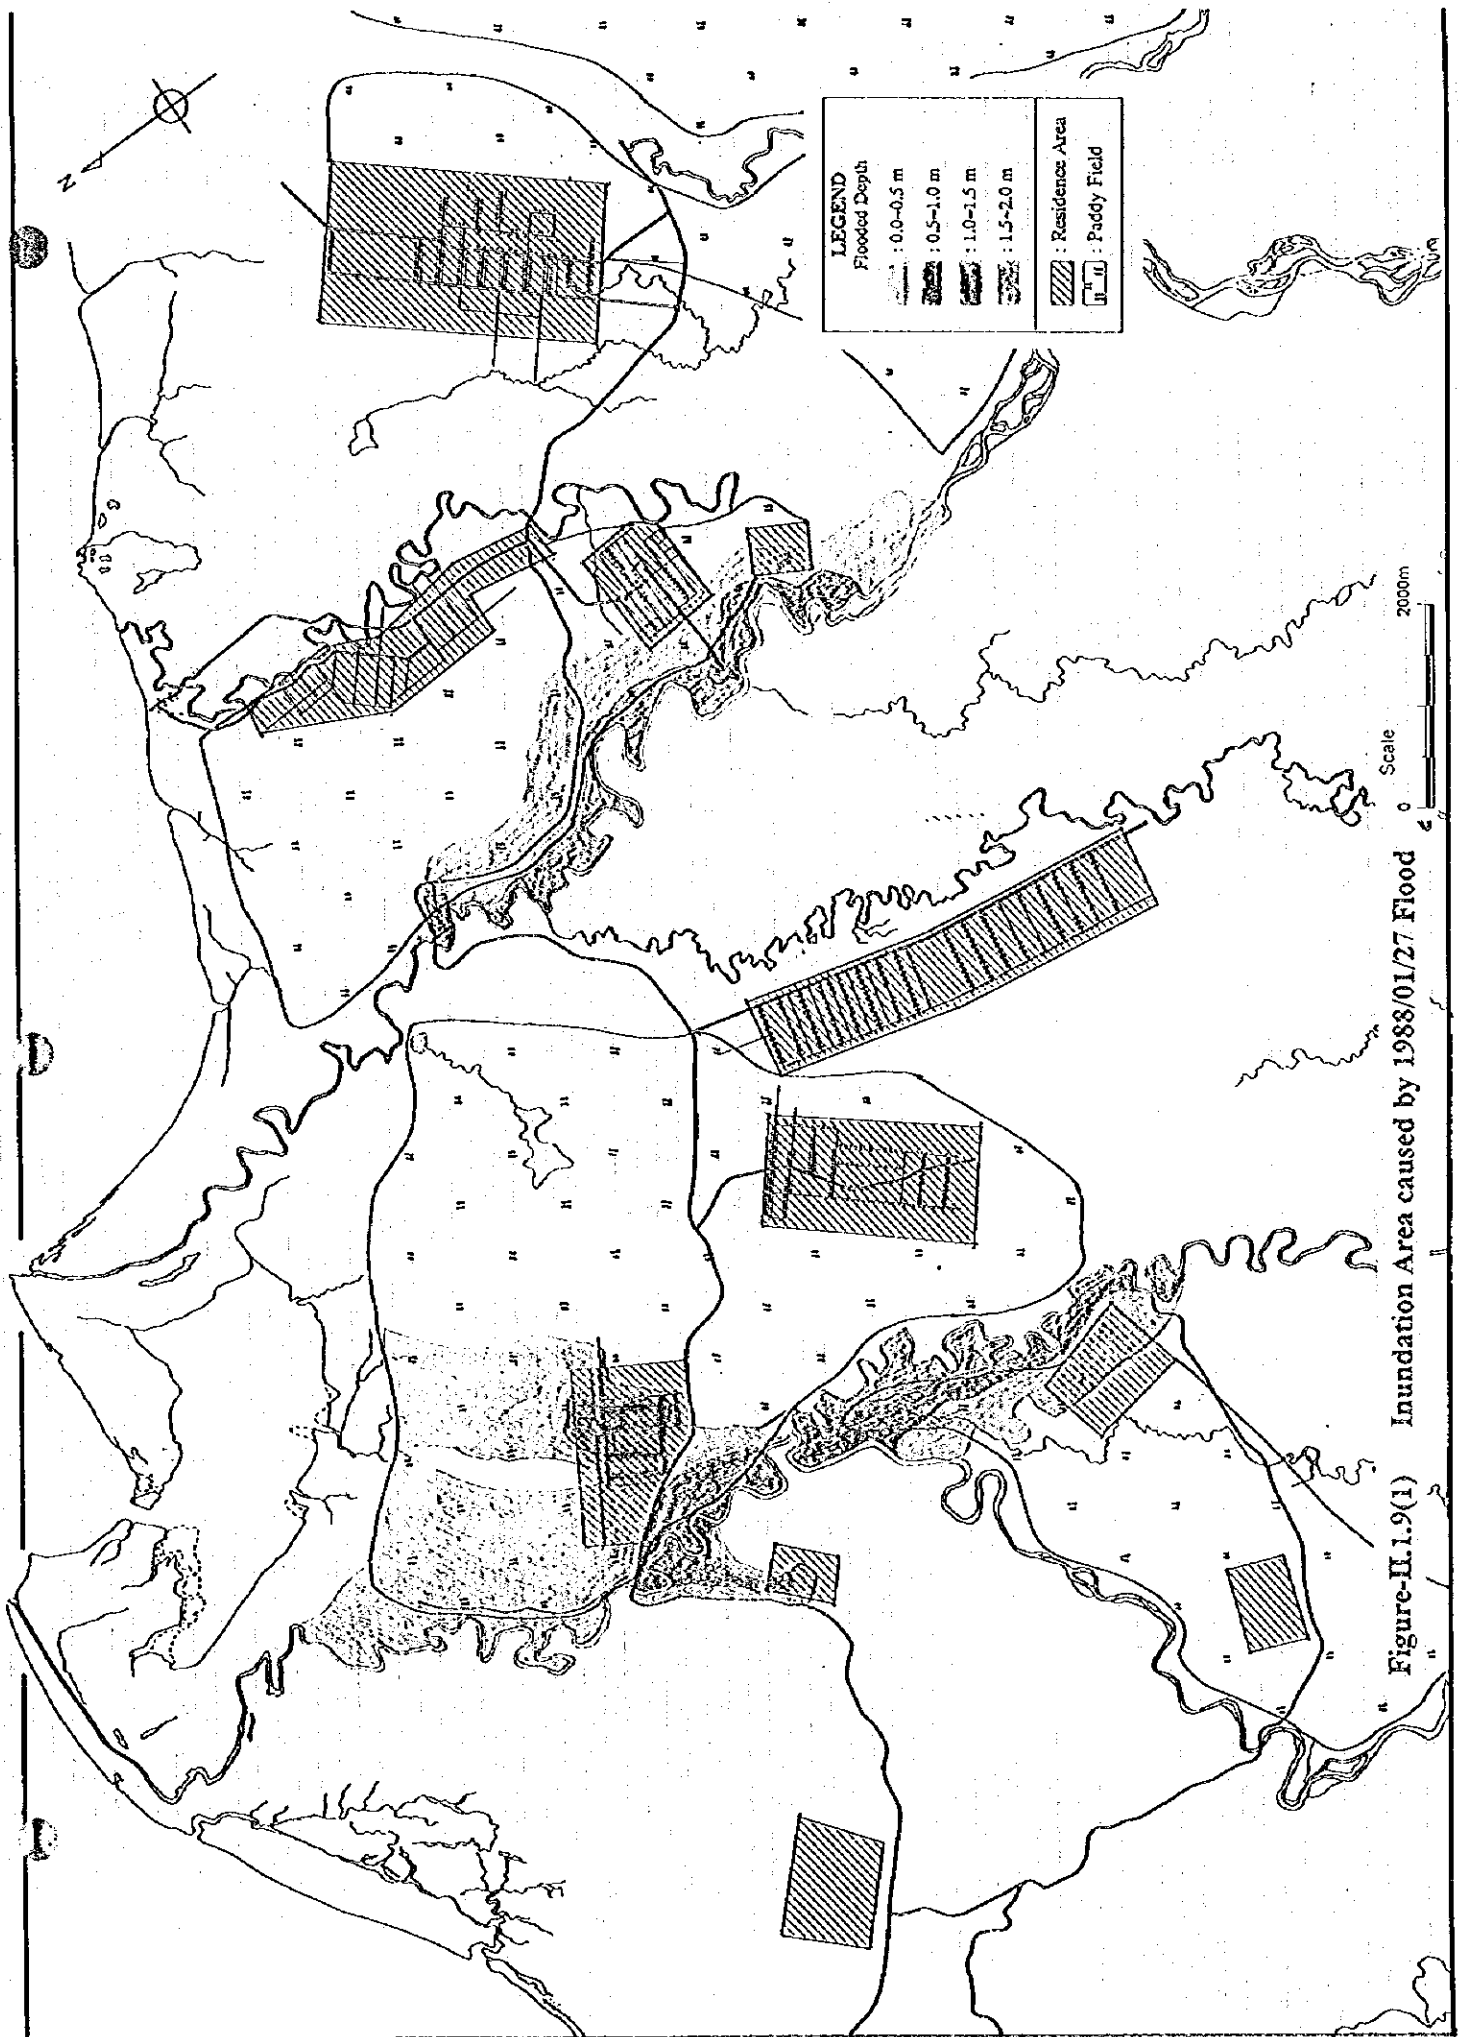 N
LEGEND
Flooded Depth
: 0.0-0.5 m
: 0.5-1.0 m
: 1.0-1.5 m
: 1.5-2.0 m
: Residence Area
: Paddy Field
0 Scale 2000m
Figure-III.1.9(1) Inundation Area caused by 1988/01/27 Flood